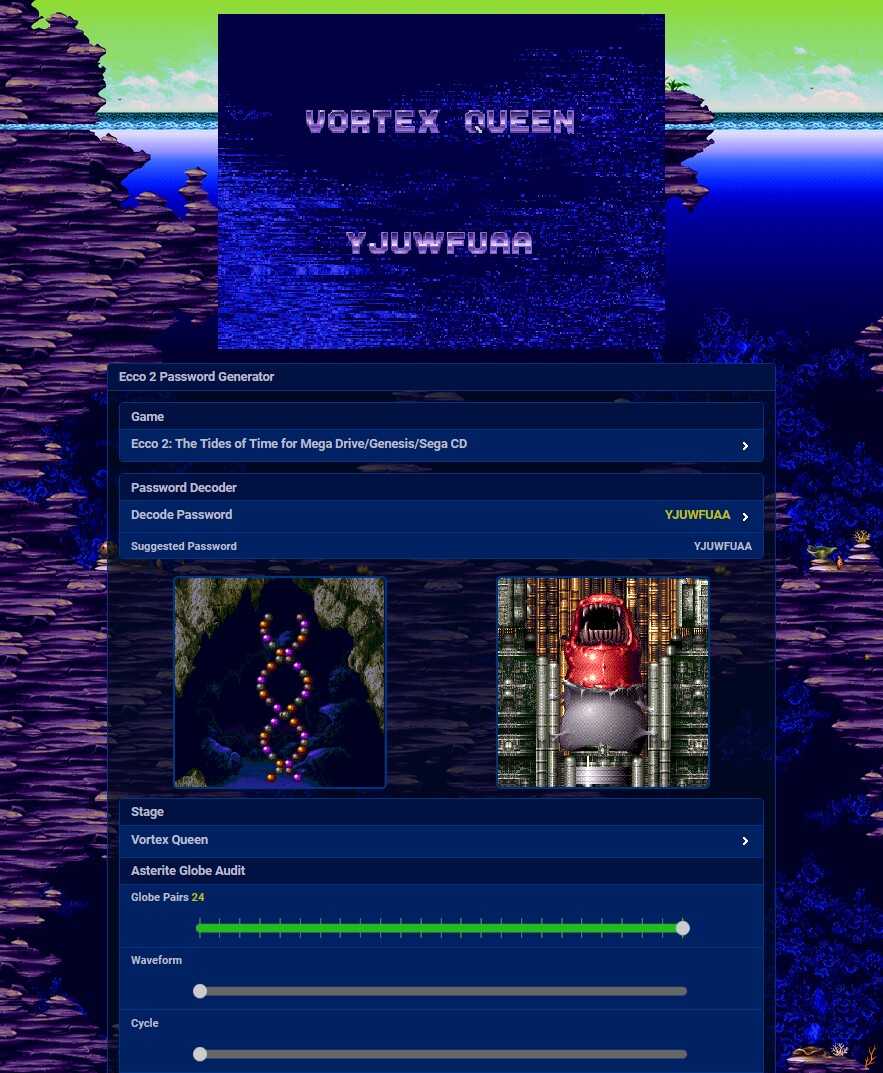 VORTEX QUEEN
YJUWFUAA
Ecco 2 Password Generator
Game
Ecco 2: The Tides of Time for Mega Drive/Genesis/Sega CD
Password Decoder
Decode Password YJUWFUAA
Suggested Password YJUWFUAA
Stage
Vortex Queen
Asterite Globe Audit
Globe Pairs 24
Waveform
Cycle